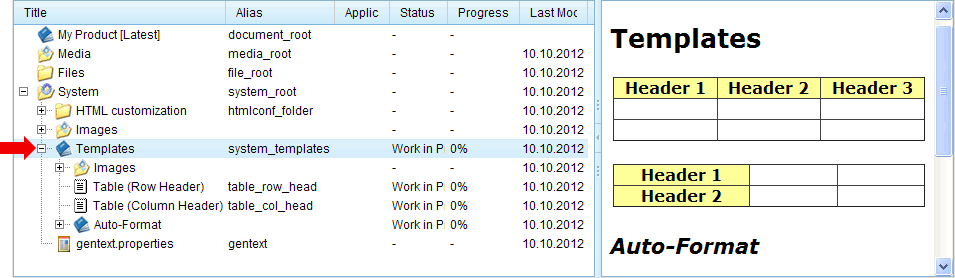 Title Alias Applic Status Progress Last Moc
My Product [Latest] document_root - -
Media media_root - - 10.10.2012
Files file_root - - 10.10.2012
System system_root - - 10.10.2012
HTML customization htmlconf_folder - - 10.10.2012
Images - - 10.10.2012
Templates system_templates Work in P 0% 10.10.2012
Images - - 10.10.2012
Table (Row Header) table_row_head Work in P 0% 10.10.2012
Table (Column Header) table_col_head Work in P 0% 10.10.2012
Auto-Format Work in P 0% 10.10.2012
gentext.properties gentext - - 10.10.2012
Templates
Header 1 Header 2 Header 3
Header 1
Header 2
Auto-Format